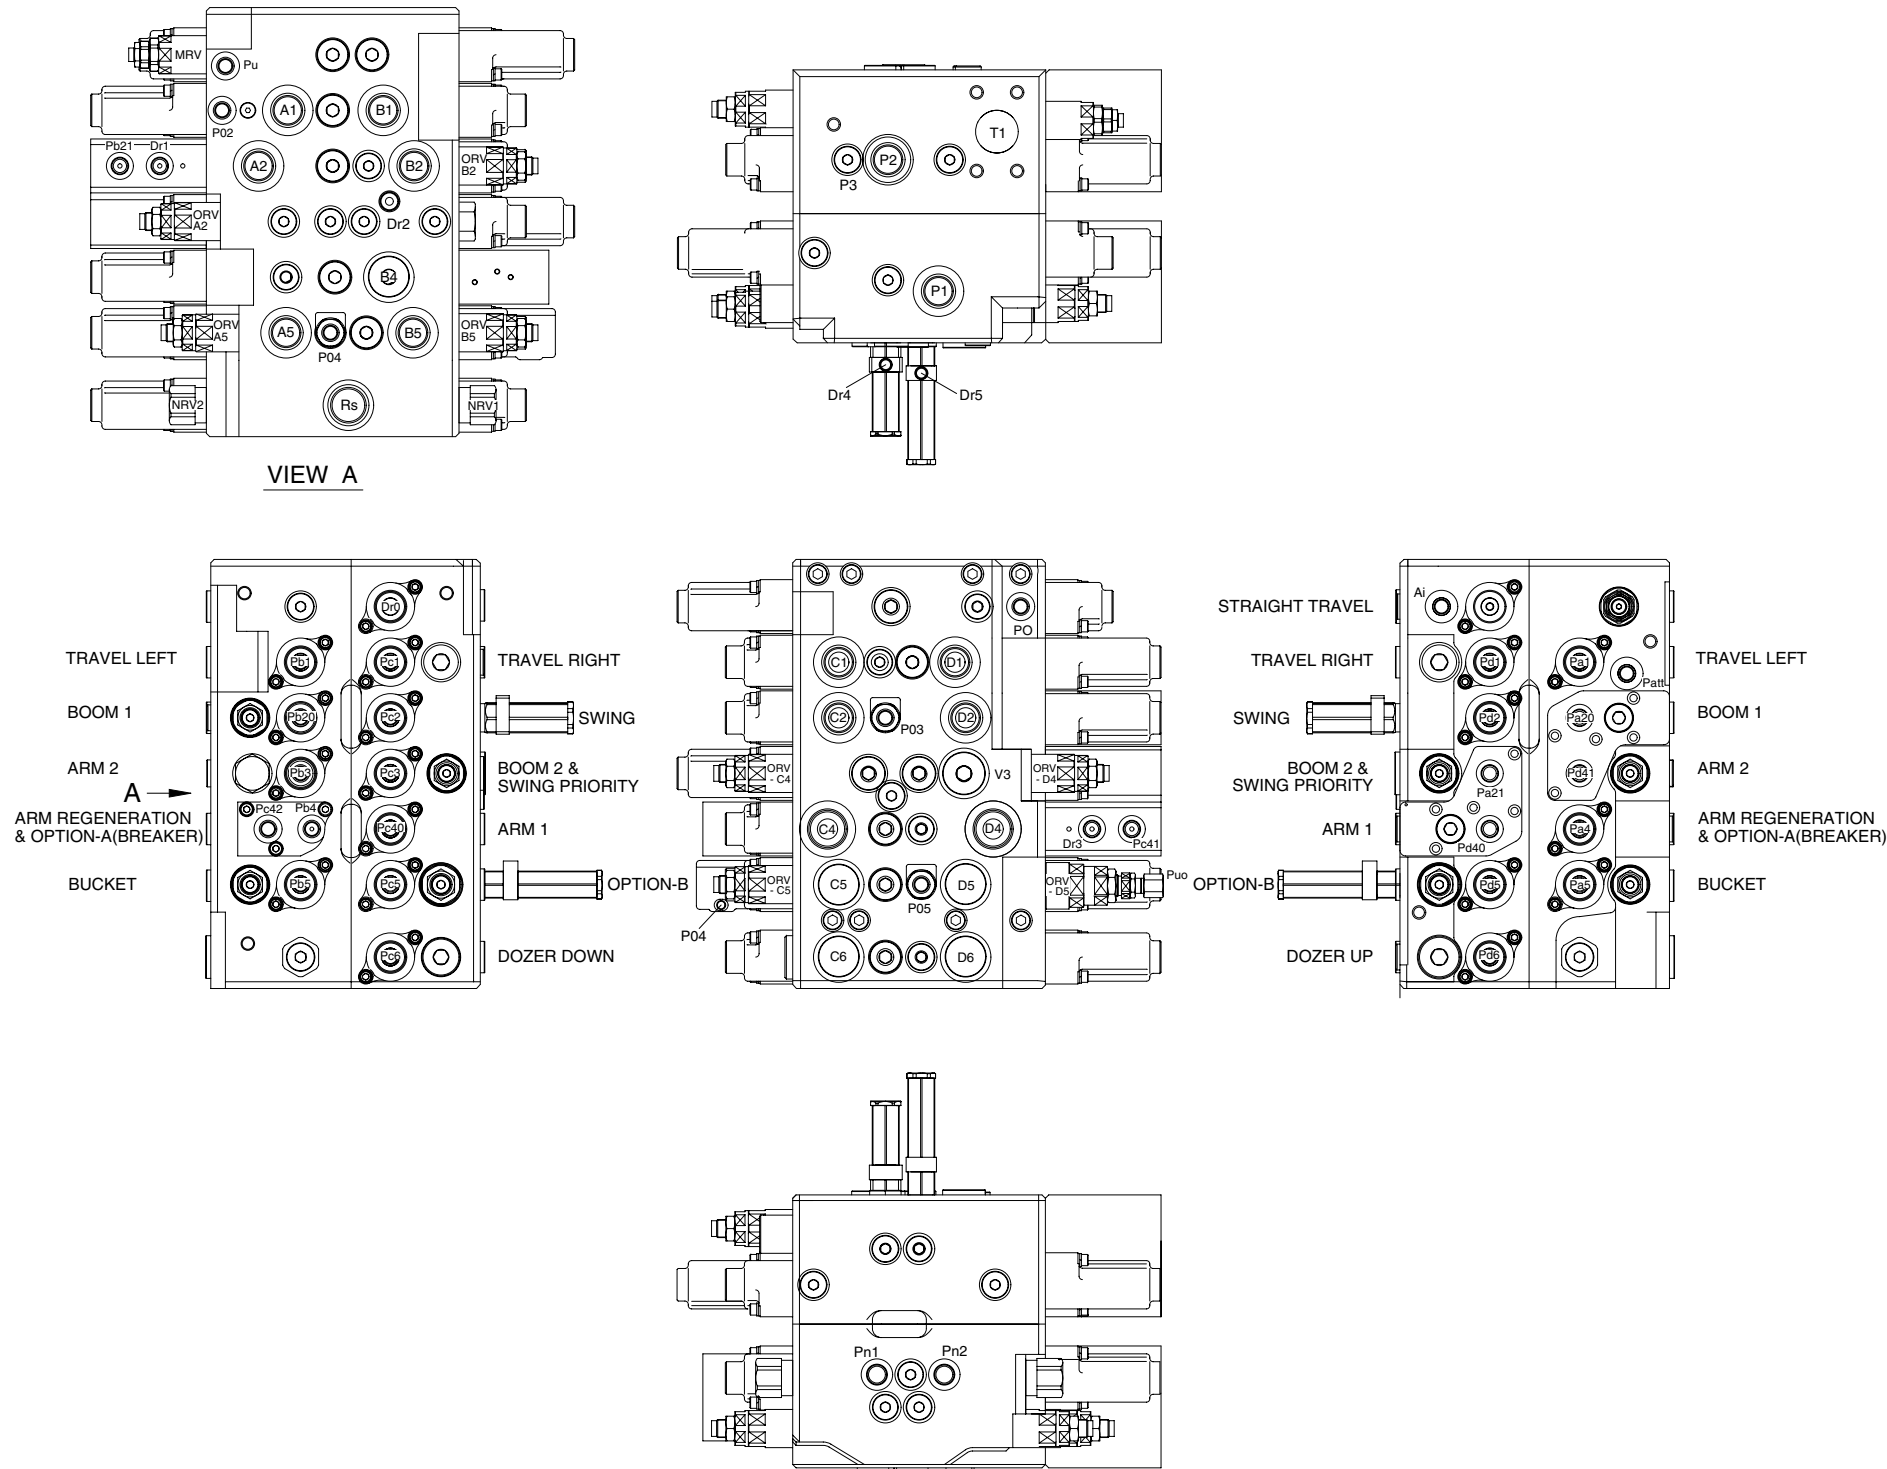 MRV
Pu
A1
B1
P02
Pb21
Dr1
A2
B2
ORV
B2
ORV
A2
Dr2
B4
ORV
A5
A5
B5
ORV
B5
P04
NRV2
Rs
NRV1
VIEW A
T1
P2
P3
P1
Dr4
Dr5
Dr0
TRAVEL LEFT
Pb1
Pc1
TRAVEL RIGHT
BOOM 1
Pb20
Pc2
SWING
ARM 2
Pb3
Pc3
BOOM 2 &
SWING PRIORITY
A
Pc42
Pb4
Pc40
ARM REGENERATION
& OPTION-A(BREAKER)
ARM 1
BUCKET
Pb5
Pc5
OPTION-B
Pc6
DOZER DOWN
PO
C1
D1
C2
D2
P03
ORV
- C4
V3
ORV
- D4
C4
D4
Dr3
Pc41
ORV
- C5
C5
D5
ORV
- D5
Puo
P05
P04
C6
D6
STRAIGHT TRAVEL
Ai
TRAVEL RIGHT
Pd1
Pa1
TRAVEL LEFT
Patt
SWING
Pd2
Pa20
BOOM 1
BOOM 2 &
SWING PRIORITY
Pa21
Pd41
ARM 2
ARM 1
Pd40
Pa4
ARM REGENERATION
& OPTION-A(BREAKER)
OPTION-B
Pd5
Pa5
BUCKET
DOZER UP
Pd6
Pn1
Pn2